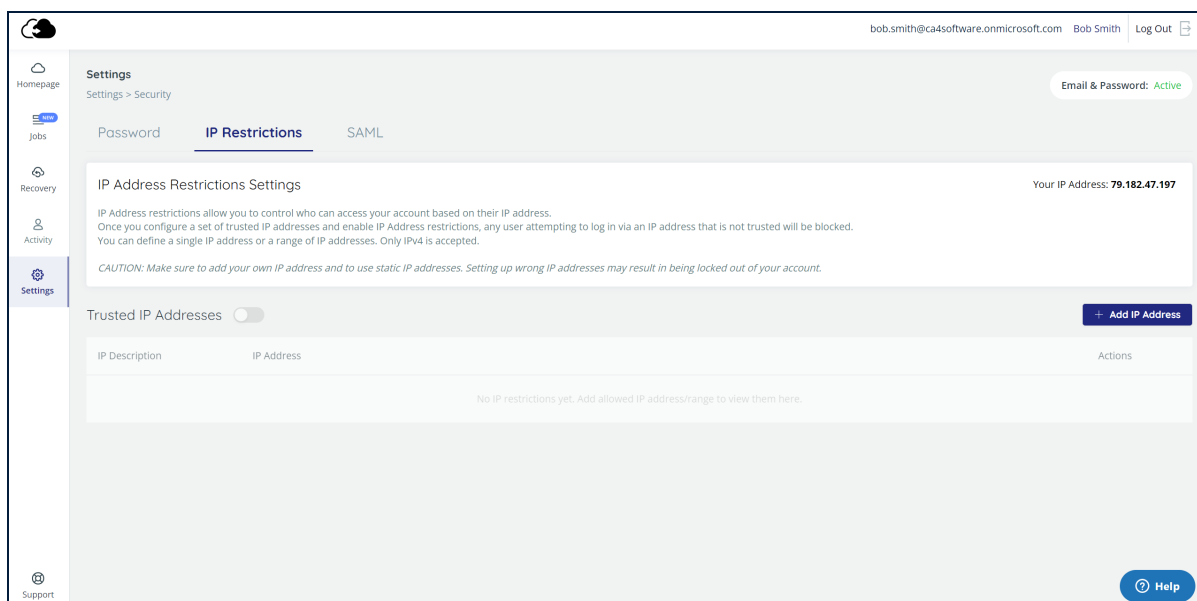 bob.smith@ca4software.onmicrosoft.com Bob Smith Log Out
Homepage
NEW
Jobs
Recovery
Activity
Settings
Support
Settings
Settings > Security
Email & Password: Active
Password IP Restrictions SAML
IP Address Restrictions Settings
Your IP Address: 79.182.47.197
IP Address restrictions allow you to control who can access your account based on their IP address.
Once you configure a set of trusted IP addresses and enable IP Address restrictions, any user attempting to log in via an IP address that is not trusted will be blocked.
You can define a single IP address or a range of IP addresses. Only IPv4 is accepted.
CAUTION: Make sure to add your own IP address and to use static IP addresses. Setting up wrong IP addresses may result in being locked out of your account.
Trusted IP Addresses
+ Add IP Address
IP Description IP Address Actions
No IP restrictions yet. Add allowed IP address/range to view them here.
? Help